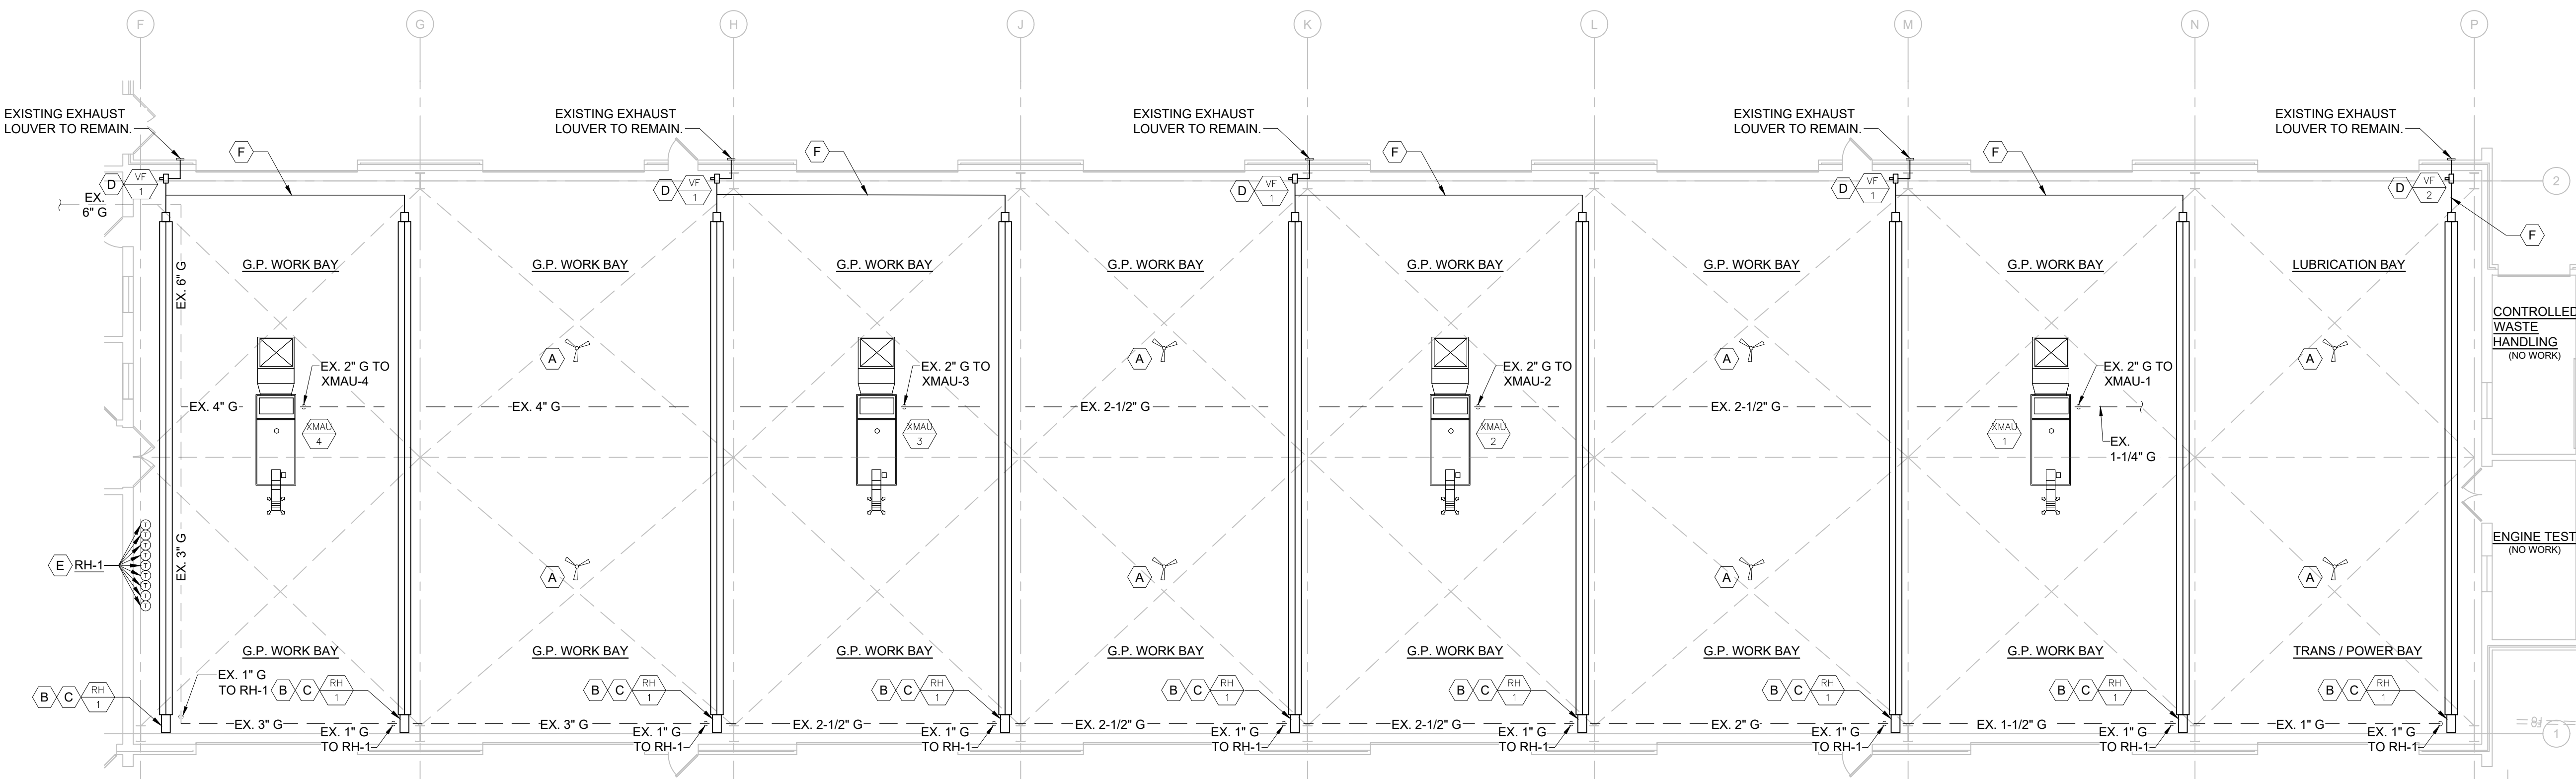 F
G
H
J
K
L
M
N
P
EXISTING EXHAUST
LOUVER TO REMAIN.
EXISTING EXHAUST
LOUVER TO REMAIN.
EXISTING EXHAUST
LOUVER TO REMAIN.
EXISTING EXHAUST
LOUVER TO REMAIN.
EXISTING EXHAUST
LOUVER TO REMAIN.
F
F
F
F
D
VF
1
D
VF
1
D
VF
1
D
VF
1
D
VF
2
2
EX.
6" G
F
EX. 6" G
G.P. WORK BAY
G.P. WORK BAY
G.P. WORK BAY
G.P. WORK BAY
G.P. WORK BAY
G.P. WORK BAY
G.P. WORK BAY
LUBRICATION BAY
CONTROLLED
WASTE
HANDLING
(NO WORK)
A
A
A
A
EX. 2" G TO
XMAU-4
EX. 2" G TO
XMAU-3
EX. 2" G TO
XMAU-2
EX. 2" G TO
XMAU-1
EX. 4" G
EX. 4" G
EX. 2-1/2" G
EX. 2-1/2" G
XMAU
4
XMAU
3
XMAU
2
XMAU
1
EX.
1-1/4" G
T
T
T
T
T
T
T
T
T
E
RH-1
EX. 3" G
A
A
A
A
ENGINE TEST
(NO WORK)
G.P. WORK BAY
G.P. WORK BAY
G.P. WORK BAY
G.P. WORK BAY
G.P. WORK BAY
G.P. WORK BAY
G.P. WORK BAY
TRANS / POWER BAY
B
C
RH
1
EX. 1" G
TO RH-1
B
C
RH
1
B
C
RH
1
B
C
RH
1
B
C
RH
1
B
C
RH
1
B
C
RH
1
B
C
RH
1
B
C
RH
1
EX. 3" G
EX. 3" G
EX. 2-1/2" G
EX. 2-1/2" G
EX. 2-1/2" G
EX. 2" G
EX. 1-1/2" G
EX. 1" G
EX. 1" G
TO RH-1
EX. 1" G
TO RH-1
EX. 1" G
TO RH-1
EX. 1" G
TO RH-1
EX. 1" G
TO RH-1
EX. 1" G
TO RH-1
EX. 1" G
TO RH-1
EX. 1" G
TO RH-1
1